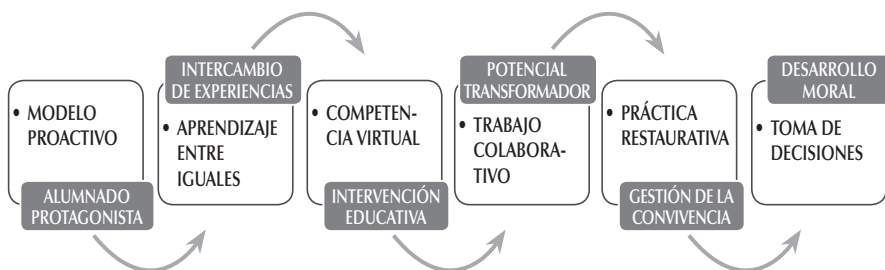 • MODELO
PROACTIVO
ALUMNADO
PROTAGONISTA
INTERCAMBIO
DE EXPERIENCIAS
• APRENDIZAJE
ENTRE
IGUALES
• COMPETEN-
CIA VIRTUAL
INTERVENCIÓN
EDUCATIVA
POTENCIAL
TRANSFORMADOR
• TRABAJO
COLABORA-
TIVO
• PRÁCTICA
RESTAURATIVA
GESTIÓN DE LA
CONVIVENCIA
DESARROLLO
MORAL
• TOMA DE
DECISIONES